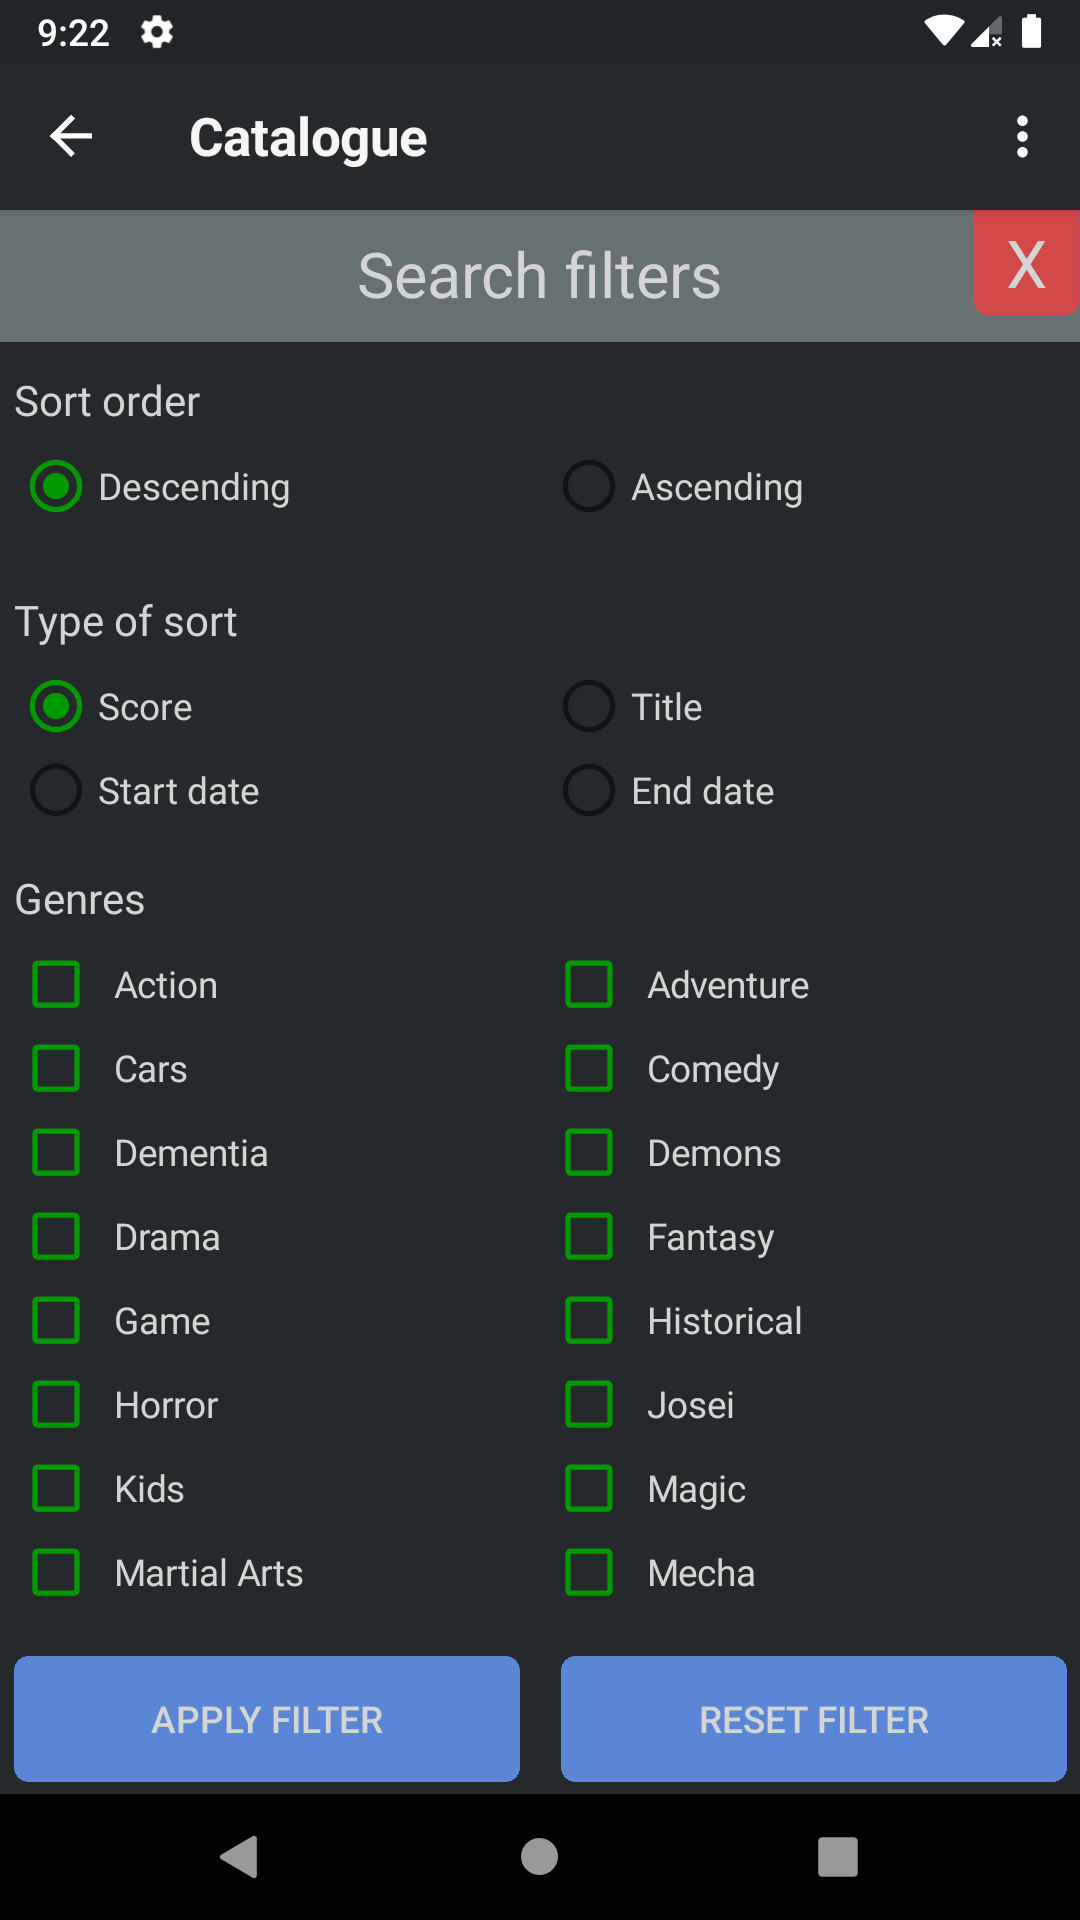 9:22
Catalogue
Search filters
X
Sort order
Descending
Ascending
Type of sort
Score
Title
Start date
End date
Genres
Action
Adventure
Cars
Comedy
Dementia
Demons
Drama
Fantasy
Game
Historical
Horror
Josei
Kids
Magic
Martial Arts
Mecha
APPLY FILTER
RESET FILTER